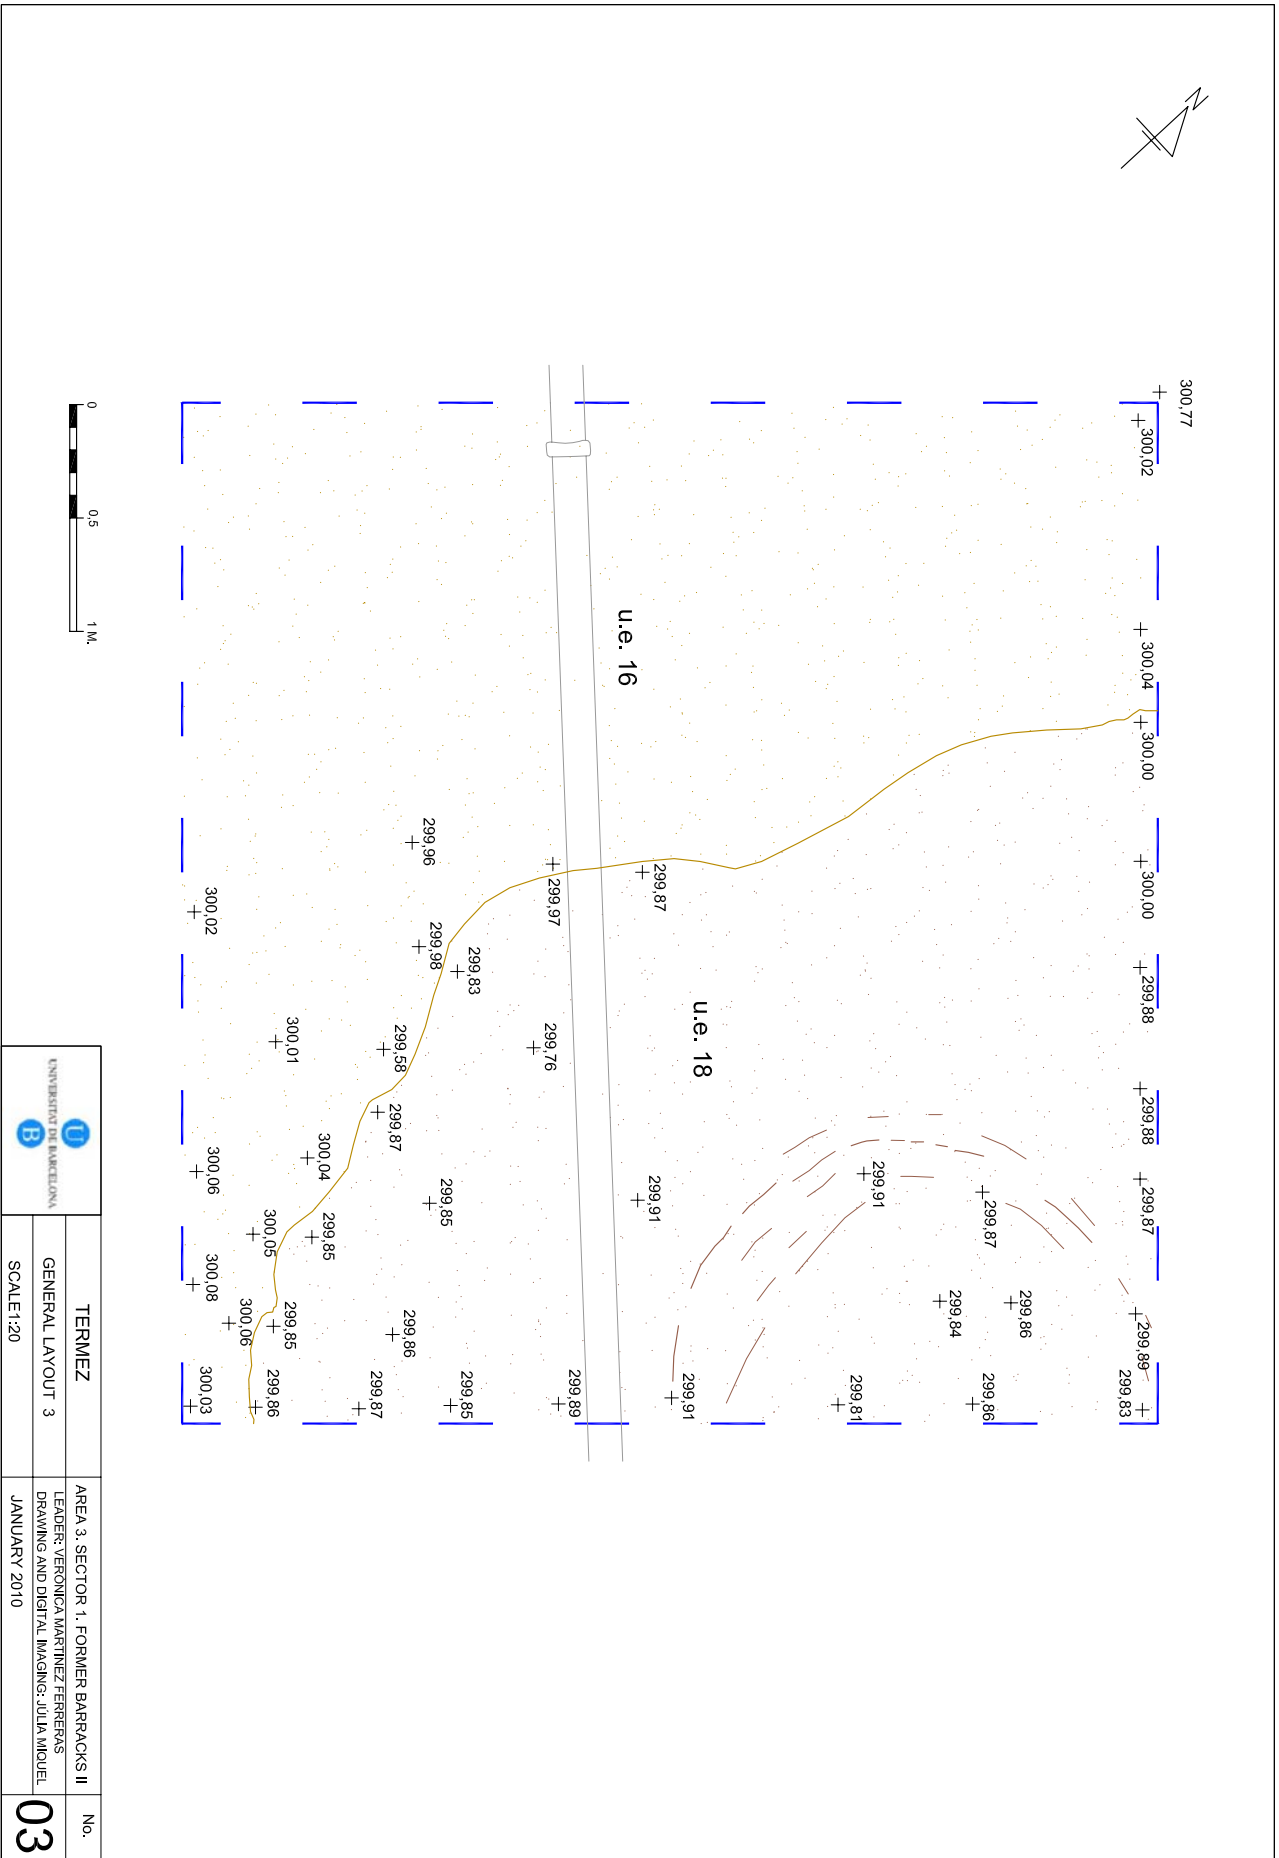 N
300,77
300,02 300,04 300,00 300,00 299,88 299,88 299,87 299,89
299,83
299,86
299,87
299,86
299,84
299,91
299,81
u.e. 18
299,91
299,87
299,91
u.e. 16
299,89
299,97
299,76
299,83
299,85
299,85
299,98
299,96
299,86
299,58
299,87
299,87
299,85
300,04
300,01
299,85
299,86
300,05
300,06
300,02
300,06
300,08
300,03
0 0,5 1 M.
U
UNIVERSITAT DE BARCELONA
B
TERMEZ
GENERAL LAYOUT 3
SCALE1:20
AREA 3. SECTOR 1. FORMER BARRACKS II
LEADER: VERÒNICA MARTÍNEZ FERRERAS
DRAWING AND DIGITAL IMAGING: JÚLIA MIQUEL
JANUARY 2010
No.
03